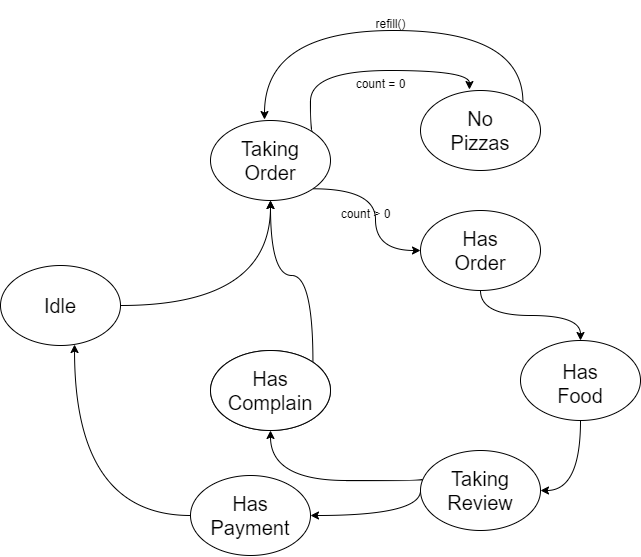 refill()
count = 0
No
Pizzas
Taking
Order
count > 0
Has
Order
Idle
Has
Complain
Has
Food
Taking
Review
Has
Payment